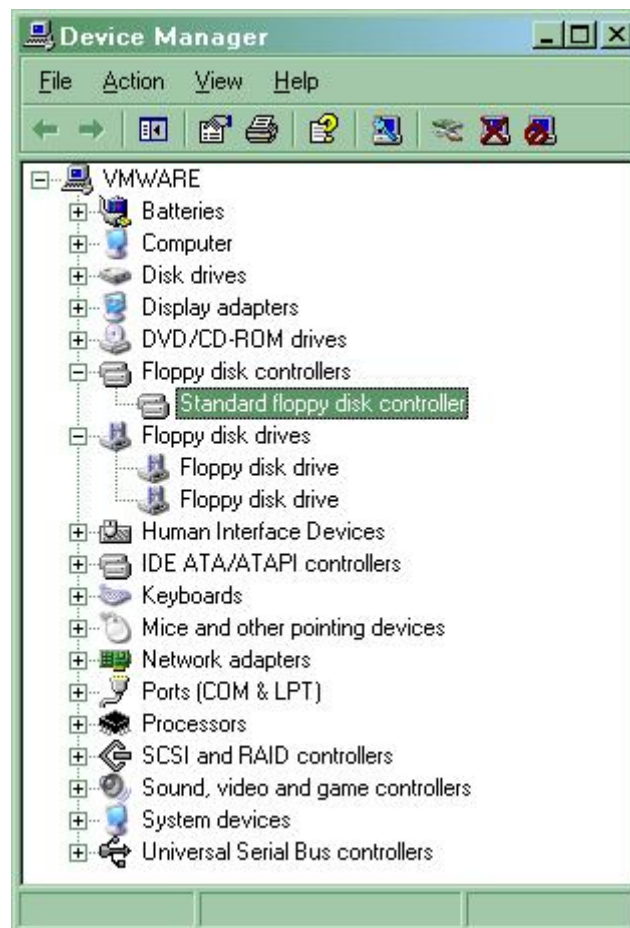 Device Manager
File Action View Help
VMWARE
Batteries
Computer
Disk drives
Display adapters
DVD/CD-ROM drives
Floppy disk controllers
Standard floppy disk controller
Floppy disk drives
Floppy disk drive
Floppy disk drive
Human Interface Devices
IDE ATA/ATAPI controllers
Keyboards
Mice and other pointing devices
Network adapters
Ports (COM & LPT)
Processors
SCSI and RAID controllers
Sound, video and game controllers
System devices
Universal Serial Bus controllers